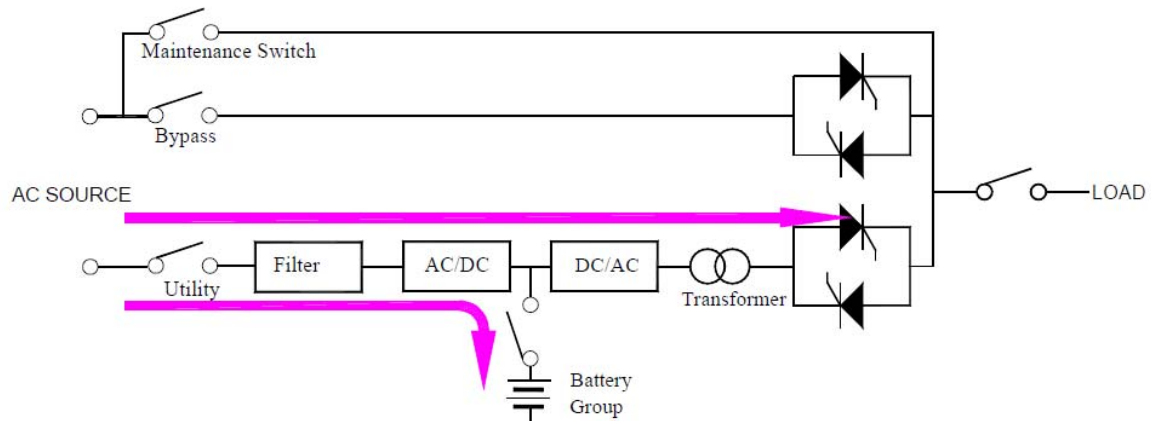 Maintenance Switch
Bypass
AC SOURCE
LOAD
Filter
AC/DC
DC/AC
Utility
Transformer
Battery
Group